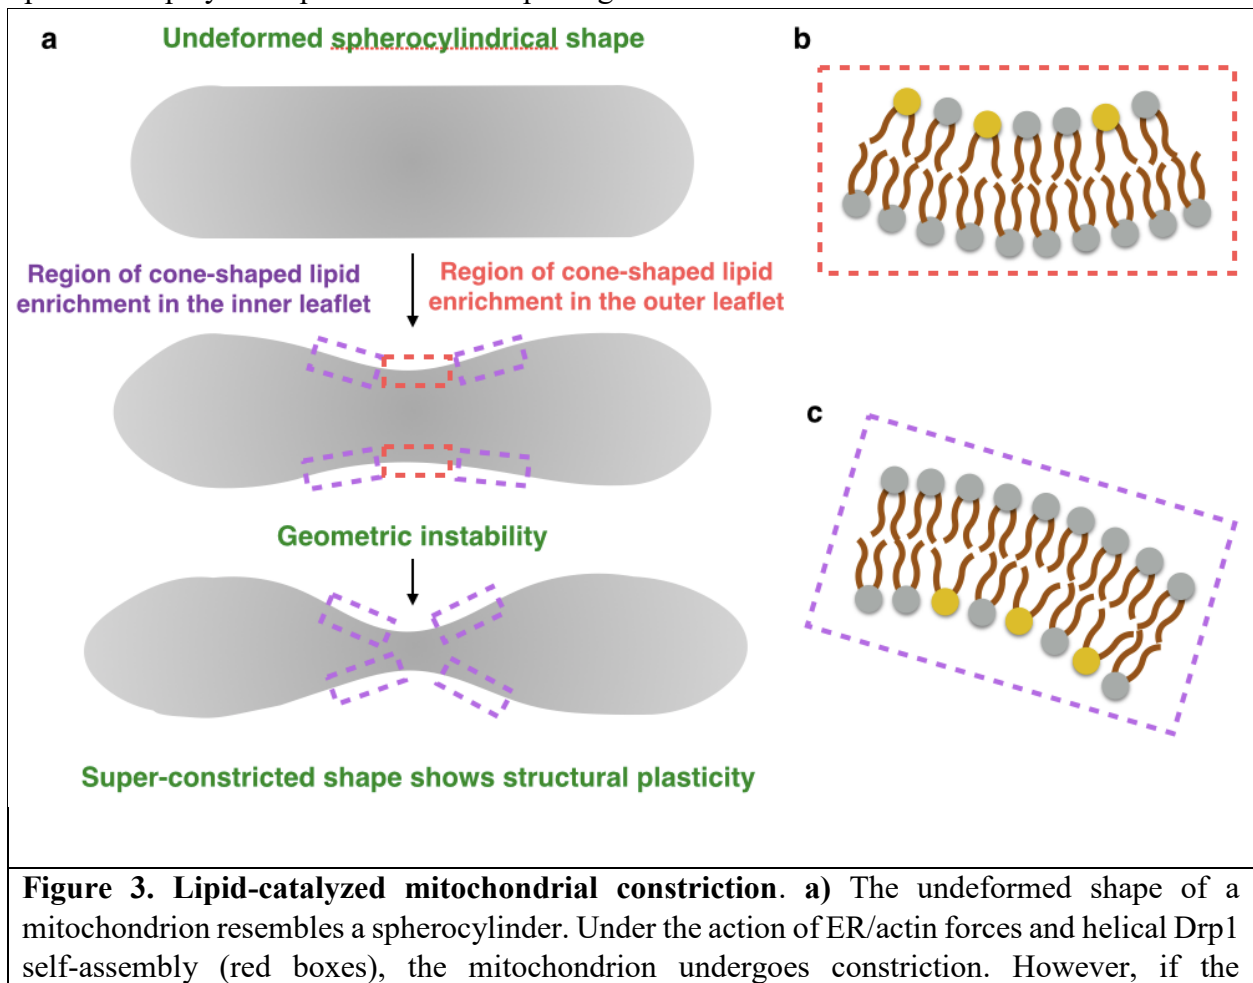 a
Undeformed spherocylindrical shape
b
Region of cone-shaped lipid
enrichment in the inner leaflet
Region of cone-shaped lipid
enrichment in the outer leaflet
c
Geometric instability
Super-constricted shape shows structural plasticity
Figure 3. Lipid-catalyzed mitochondrial constriction. a) The undeformed shape of a
mitochondrion resembles a spherocylinder. Under the action of ER/actin forces and helical Drp1
self-assembly (red boxes), the mitochondrion undergoes constriction. However, if the